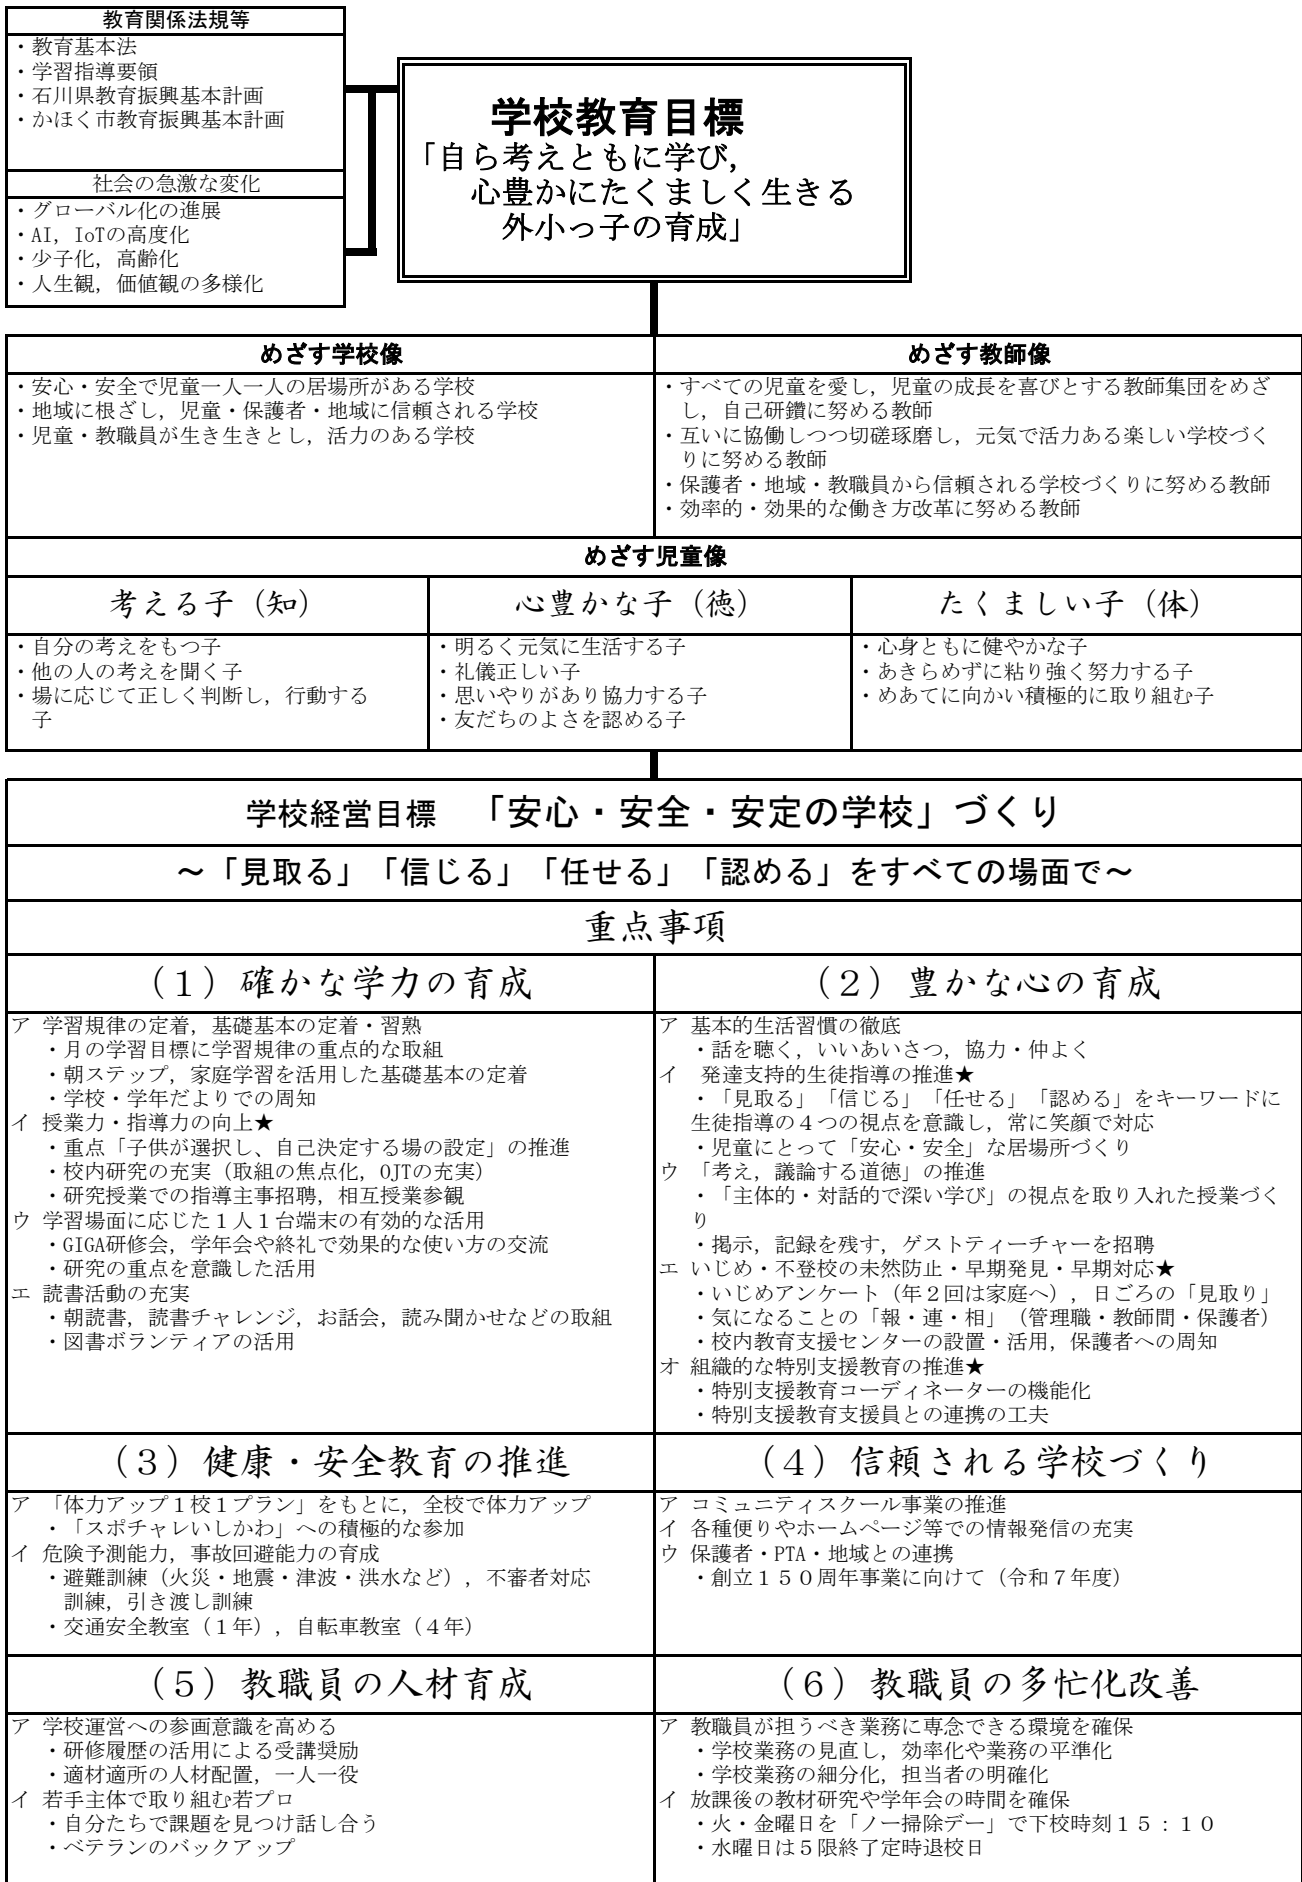 教育関係法規等
・教育基本法
・学習指導要領
・石川県教育振興基本計画
・かほく市教育振興基本計画
社会の急激な変化
・グローバル化の進展
・AI，IoTの高度化
・少子化，高齢化
・人生観，価値観の多様化
学校教育目標
「自ら考えともに学び，
心豊かにたくましく生きる
外小っ子の育成」
めざす学校像
・安心・安全で児童一人一人の居場所がある学校
・地域に根ざし，児童・保護者・地域に信頼される学校
・児童・教職員が生き生きとし，活力のある学校
めざす教師像
・すべての児童を愛し，児童の成長を喜びとする教師集団をめざ
し，自己研鑽に努める教師
・互いに協働しつつ切磋琢磨し，元気で活力ある楽しい学校づく
りに努める教師
・保護者・地域・教職員から信頼される学校づくりに努める教師
・効率的・効果的な働き方改革に努める教師
めざす児童像
考える子（知）
・自分の考えをもつ子
・他の人の考えを聞く子
・場に応じて正しく判断し，行動する
子
心豊かな子（徳）
・明るく元気に生活する子
・礼儀正しい子
・思いやりがあり協力する子
・友だちのよさを認める子
たくましい子（体）
・心身ともに健やかな子
・あきらめずに粘り強く努力する子
・めあてに向かい積極的に取り組む子
学校経営目標　「安心・安全・安定の学校」づくり
～「見取る」「信じる」「任せる」「認める」をすべての場面で～
重点事項
（１）確かな学力の育成
ア 学習規律の定着，基礎基本の定着・習熟
・月の学習目標に学習規律の重点的な取組
・朝ステップ，家庭学習を活用した基礎基本の定着
・学校・学年だよりでの周知
イ 授業力・指導力の向上★
・重点「子供が選択し、自己決定する場の設定」の推進
・校内研究の充実（取組の焦点化，OJTの充実）
・研究授業での指導主事招聘，相互授業参観
ウ 学習場面に応じた１人１台端末の有効的な活用
・GIGA研修会，学年会や終礼で効果的な使い方の交流
・研究の重点を意識した活用
エ 読書活動の充実
・朝読書，読書チャレンジ，お話会，読み聞かせなどの取組
・図書ボランティアの活用
（２）豊かな心の育成
ア 基本的生活習慣の徹底
・話を聴く，いいあいさつ，協力・仲よく
イ 発達支持的生徒指導の推進★
・「見取る」「信じる」「任せる」「認める」をキーワードに
生徒指導の４つの視点を意識し，常に笑顔で対応
・児童にとって「安心・安全」な居場所づくり
ウ 「考え，議論する道徳」の推進
・「主体的・対話的で深い学び」の視点を取り入れた授業づく
り
・掲示，記録を残す，ゲストティーチャーを招聘
エ いじめ・不登校の未然防止・早期発見・早期対応★
・いじめアンケート（年２回は家庭へ），日ごろの「見取り」
・気になることの「報・連・相」（管理職・教師間・保護者）
・校内教育支援センターの設置・活用，保護者への周知
オ 組織的な特別支援教育の推進★
・特別支援教育コーディネーターの機能化
・特別支援教育支援員との連携の工夫
（３）健康・安全教育の推進
ア 「体力アップ１校１プラン」をもとに，全校で体力アップ
・「スポチャレいしかわ」への積極的な参加
イ 危険予測能力，事故回避能力の育成
・避難訓練（火災・地震・津波・洪水など），不審者対応
訓練，引き渡し訓練
・交通安全教室（１年），自転車教室（４年）
（４）信頼される学校づくり
ア コミュニティスクール事業の推進
イ 各種便りやホームページ等での情報発信の充実
ウ 保護者・PTA・地域との連携
・創立１５０周年事業に向けて（令和７年度）
（５）教職員の人材育成
ア 学校運営への参画意識を高める
・研修履歴の活用による受講奨励
・適材適所の人材配置，一人一役
イ 若手主体で取り組む若プロ
・自分たちで課題を見つけ話し合う
・ベテランのバックアップ
（６）教職員の多忙化改善
ア 教職員が担うべき業務に専念できる環境を確保
・学校業務の見直し，効率化や業務の平準化
・学校業務の細分化，担当者の明確化
イ 放課後の教材研究や学年会の時間を確保
・火・金曜日を「ノー掃除デー」で下校時刻１５：１０
・水曜日は５限終了定時退校日